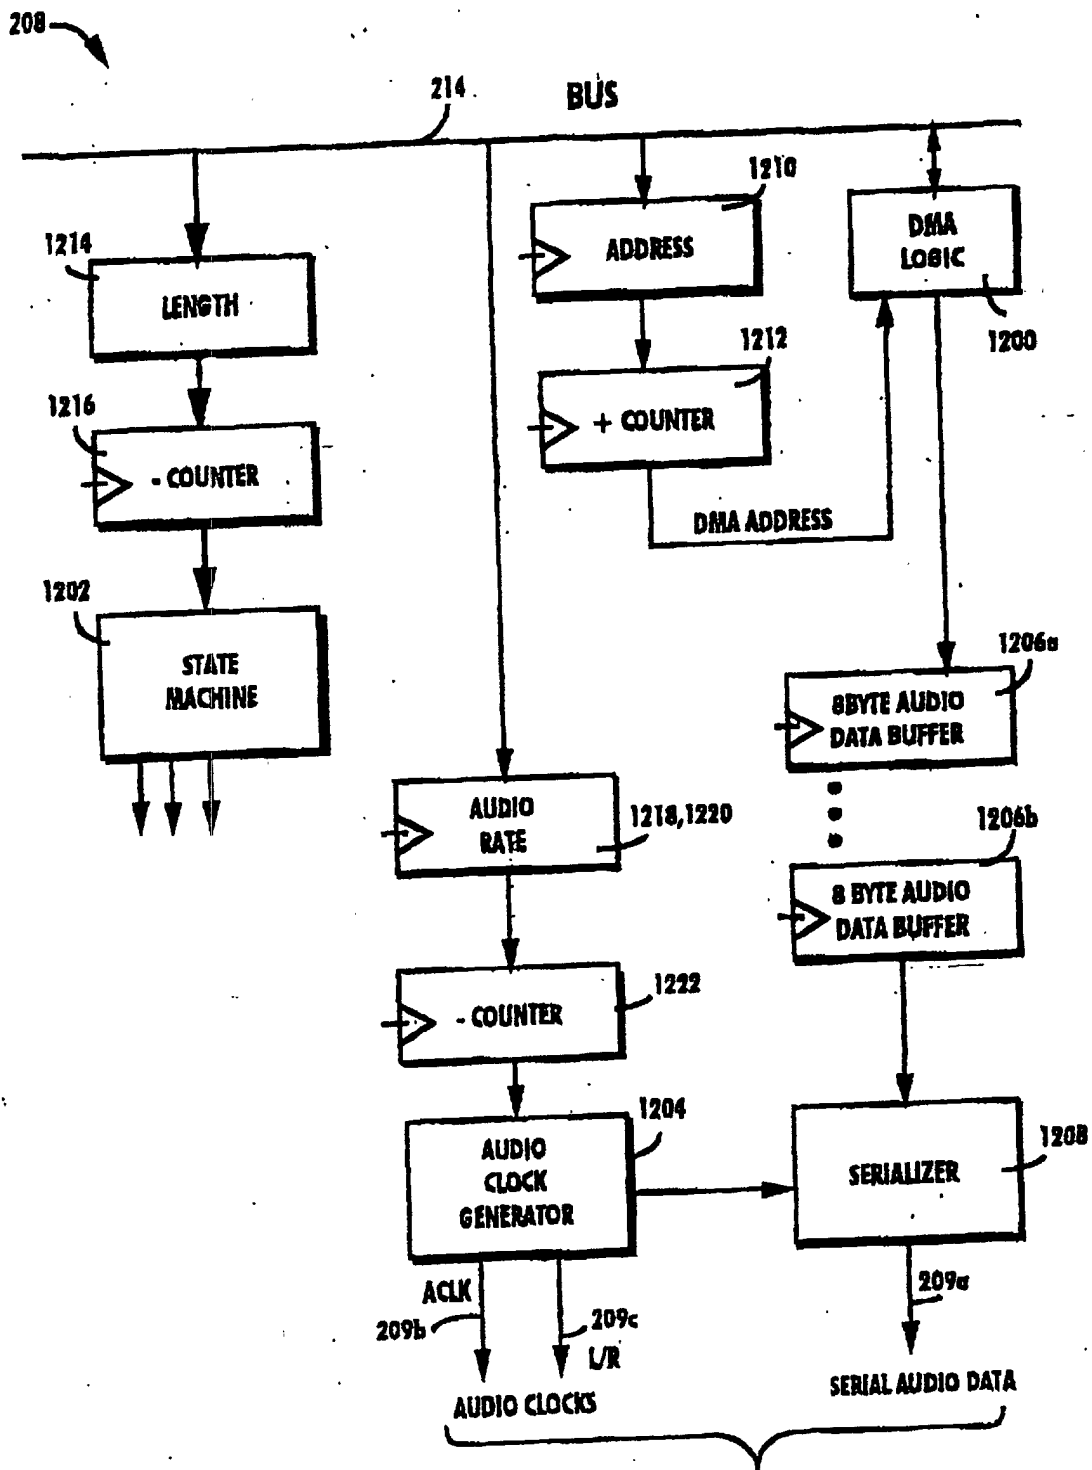 208
214
BUS
1210
ADDRESS
DMA
LOGIC
1200
1214
LENGTH
1212
+ COUNTER
1216
- COUNTER
DMA ADDRESS
1202
STATE
MACHINE
1206a
8BYTE AUDIO
DATA BUFFER
AUDIO
RATE
1218,1220
1206b
8 BYTE AUDIO
DATA BUFFER
1222
- COUNTER
1204
AUDIO
CLOCK
GENERATOR
1208
SERIALIZER
ACLK
209b
209c
L/R
209a
AUDIO CLOCKS
SERIAL AUDIO DATA